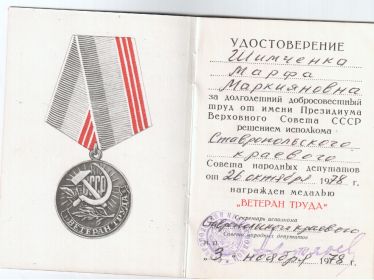 СССР
ВЕТЕРАН ТРУДА
УДОСТОВЕРЕНИЕ
Шимченка
Марфа
Маркияновна
за долголетний добросовестный
труд от имени Президиума
Верховного Совета СССР
решением исполкома
Ставропольского
краевого
Совета народных депутатов
от 26 октября 1978 г.
награжден медалью
„ВЕТЕРАН ТРУДА“
Секретарь исполкома
Ставропольского краевого
Совета народных депутатов
М.П.
"3" ноября 1978 г.